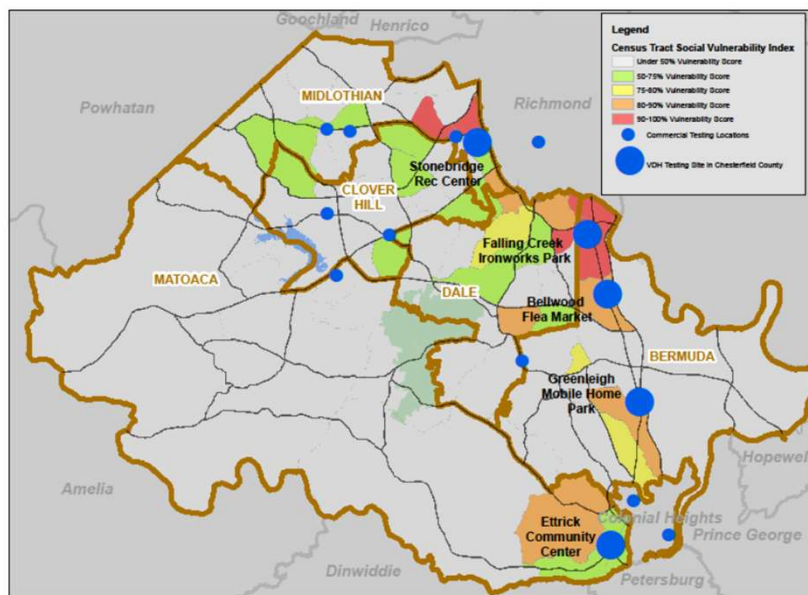 Goochland
Henrico
Powhatan
MIDLOTHIAN
Richmond
Stonebridge
Rec Center
CLOVER
HILL
MATOACA
Falling Creek
Ironworks Park
DALE
Bellwood
Flea Market
BERMUDA
Greenleigh
Mobile Home
Park
Hopewell
Amelia
Ettrick
Community
Center
Colonial Heights
Prince George
Dinwiddie
Petersburg
Legend
Census Tract Social Vulnerability Index
Under 50% Vulnerability Score
50-75% Vulnerability Score
75-80% Vulnerability Score
80-90% Vulnerability Score
90-100% Vulnerability Score
Commercial Testing Locations
VDH Testing Site in Chesterfield County